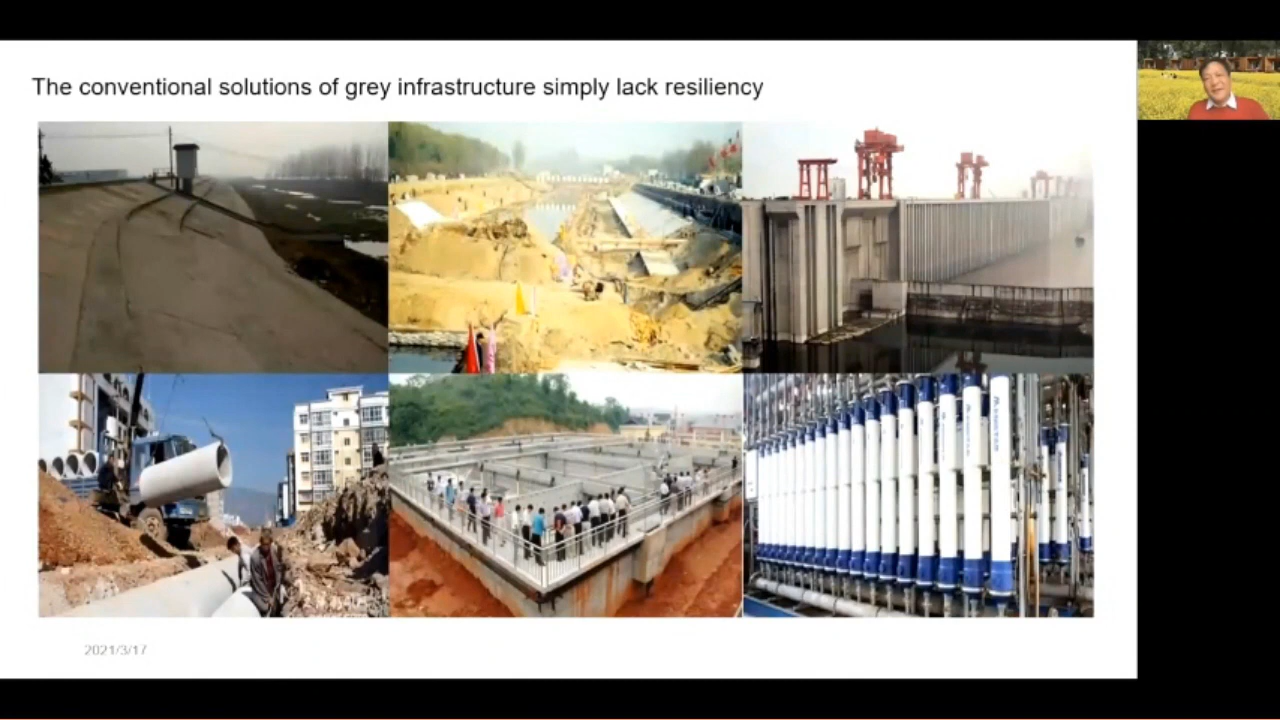 The conventional solutions of grey infrastructure simply lack resiliency
2021/3/17